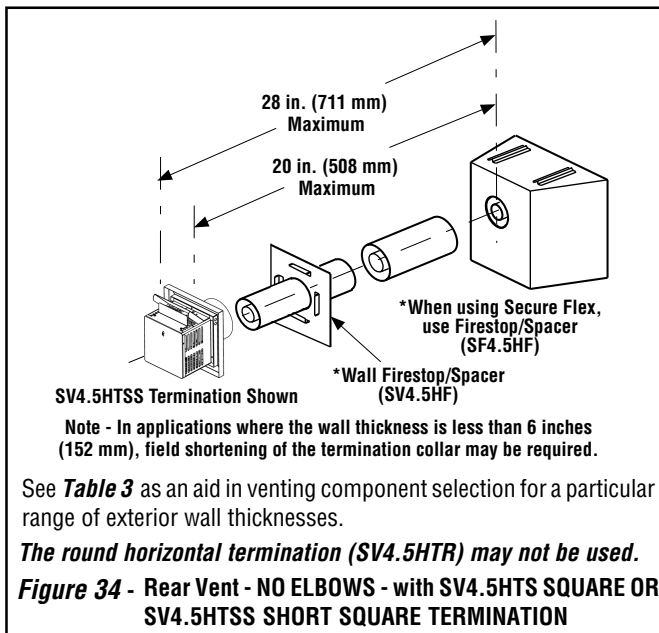 28 in. (711 mm)
Maximum
20 in. (508 mm)
Maximum
*When using Secure Flex,
use Firestop/Spacer
(SF4.5HF)
*Wall Firestop/Spacer
(SV4.5HF)
SV4.5HTSS Termination Shown
Note - In applications where the wall thickness is less than 6 inches
(152 mm), field shortening of the termination collar may be required.
See Table 3 as an aid in venting component selection for a particular
range of exterior wall thicknesses.
The round horizontal termination (SV4.5HTR) may not be used.
Figure 34 - Rear Vent - NO ELBOWS - with SV4.5HTS SQUARE OR
SV4.5HTSS SHORT SQUARE TERMINATION